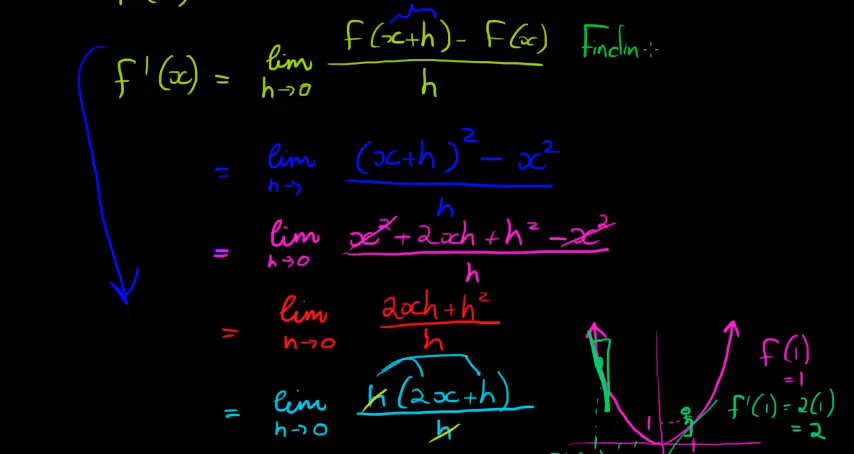 f'(x) = lim h→0 F(x+h) - F(x) / h
Findin
= lim h→ (x+h)² - x² / h
= lim h→0 x² + 2xh + h² - x² / h
= lim h→0 2xh + h² / h
= lim h→0 h(2x+h) / h
f(1)
= 1
f'(1) = 2(1)
= 2
1